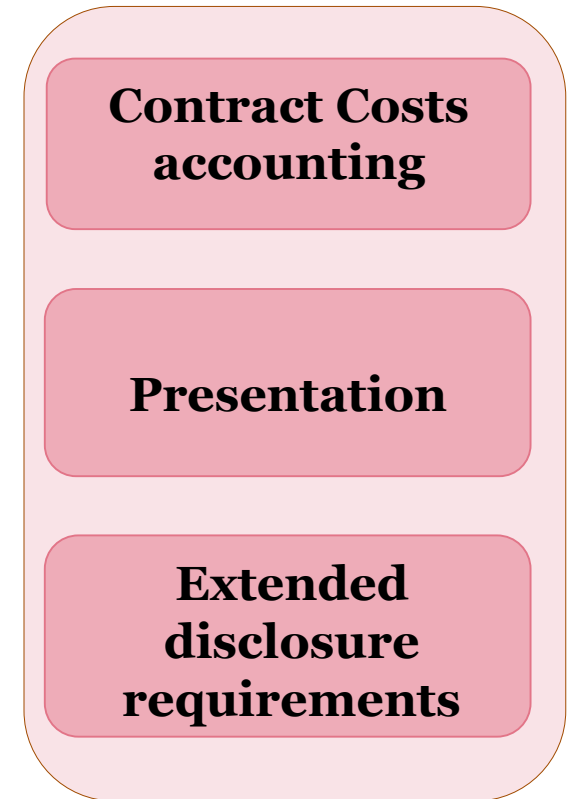 Contract Costs
accounting
Presentation
Extended
disclosure
requirements